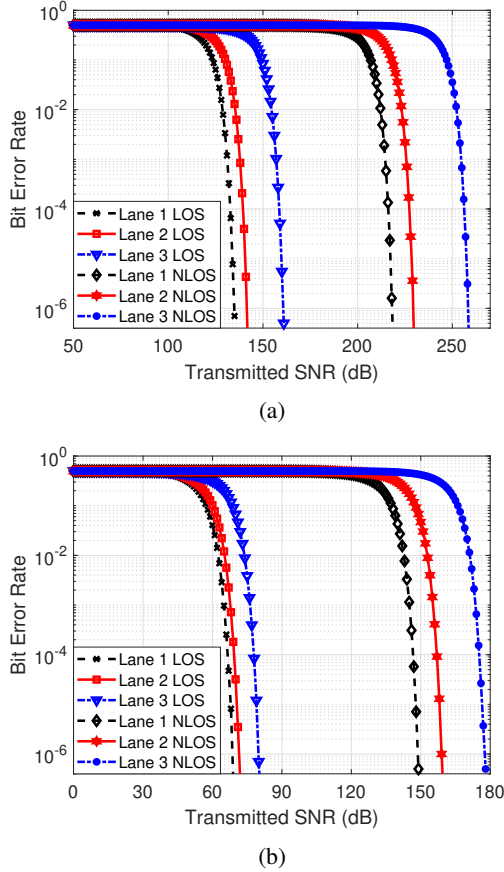 10^0
10^-2
10^-4
10^-6
Bit Error Rate
Lane 1 LOS
Lane 2 LOS
Lane 3 LOS
Lane 1 NLOS
Lane 2 NLOS
Lane 3 NLOS
50 100 150 200 250
Transmitted SNR (dB)
(a)
10^0
10^-2
10^-4
10^-6
Bit Error Rate
Lane 1 LOS
Lane 2 LOS
Lane 3 LOS
Lane 1 NLOS
Lane 2 NLOS
Lane 3 NLOS
0 30 60 90 120 150 180
Transmitted SNR (dB)
(b)